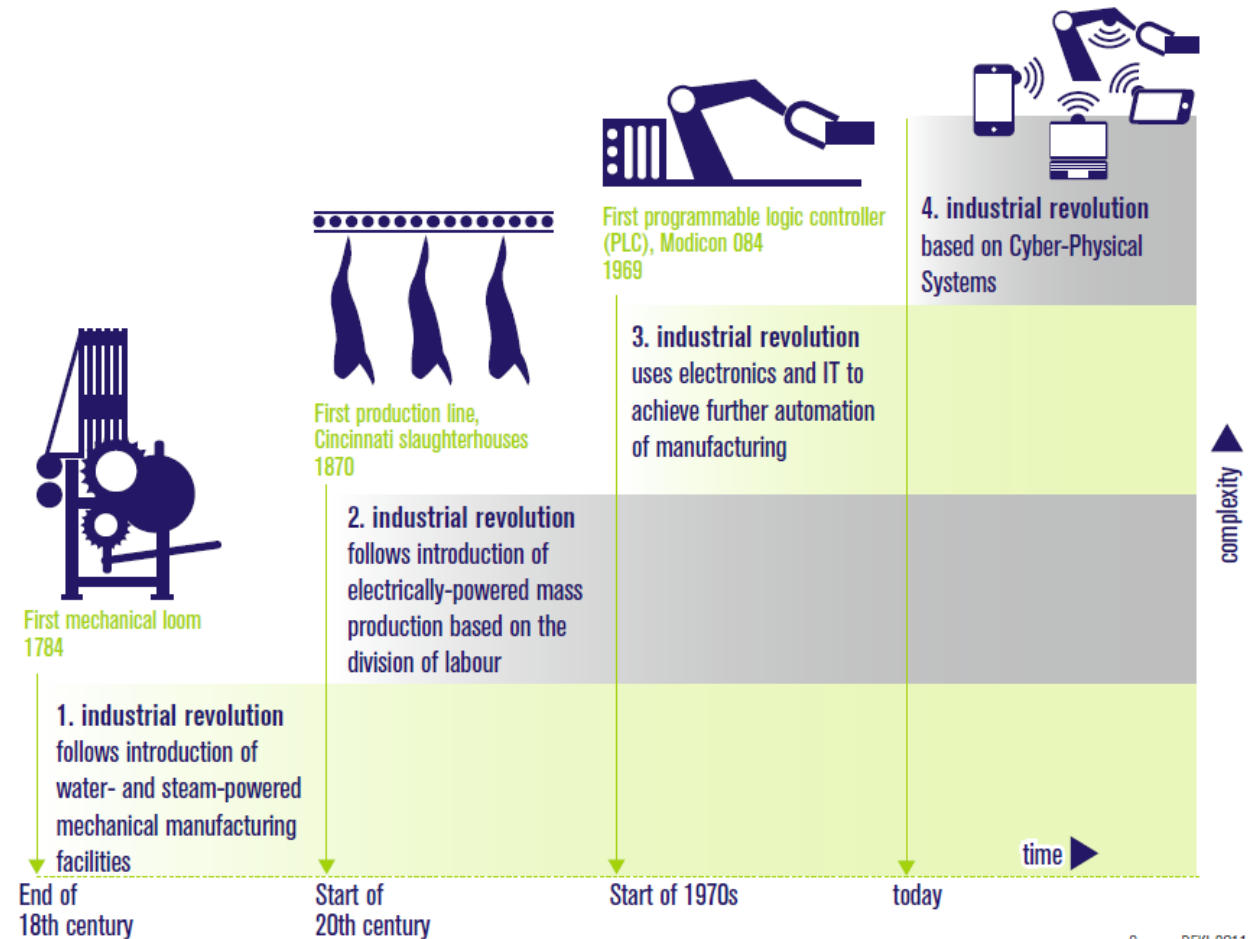 First mechanical loom
1784
First production line,
Cincinnati slaughterhouses
1870
First programmable logic controller
(PLC), Modicon 084
1969
4. industrial revolution
based on Cyber-Physical
Systems
3. industrial revolution
uses electronics and IT to
achieve further automation
of manufacturing
2. industrial revolution
follows introduction of
electrically-powered mass
production based on the
division of labour
1. industrial revolution
follows introduction of
water- and steam-powered
mechanical manufacturing
facilities
complexity
time
End of
18th century
Start of
20th century
Start of 1970s
today